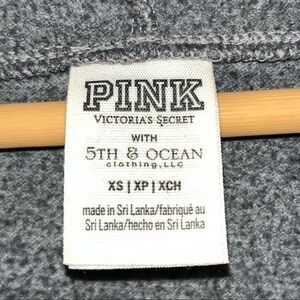 PINK
VICTORIA'S SECRET
WITH
5TH & OCEAN
clothing, LLC
XS | XP | XCH
made in Sri Lanka/fabriqué au
Sri Lanka/hecho en Sri Lanka